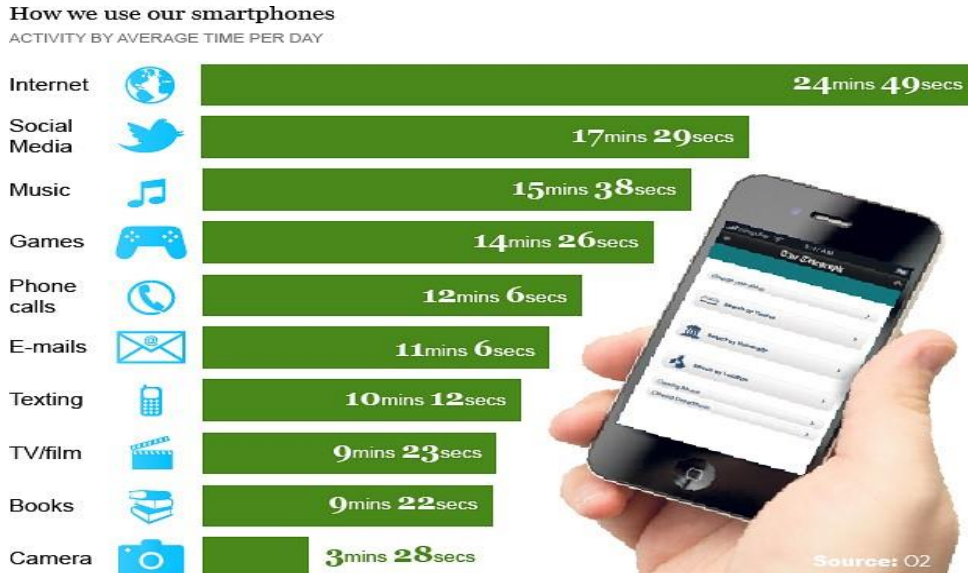 How we use our smartphones
ACTIVITY BY AVERAGE TIME PER DAY
Internet 24mins 49secs
Social
Media 17mins 29secs
Music 15mins 38secs
Games 14mins 26secs
Phone
calls 12mins 6secs
E-mails @ 11mins 6secs
Texting 10mins 12secs
TV/film 9mins 23secs
Books 9mins 22secs
Camera 3mins 28secs
Source: O2